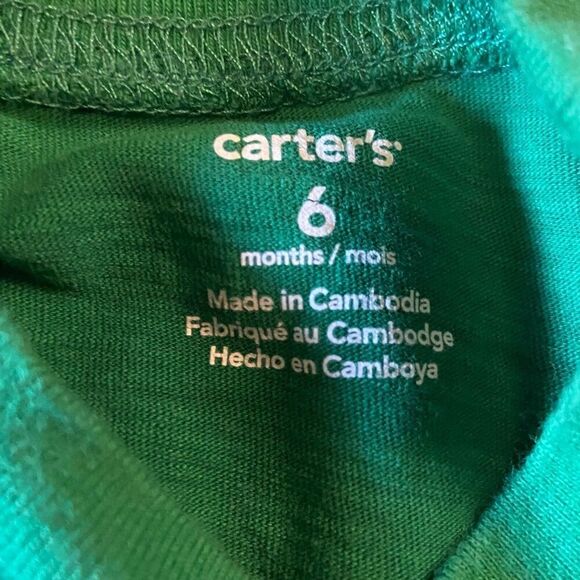 carter's
6
months / mois
Made in Cambodia
Fabriqué au Cambodge
Hecho en Camboya